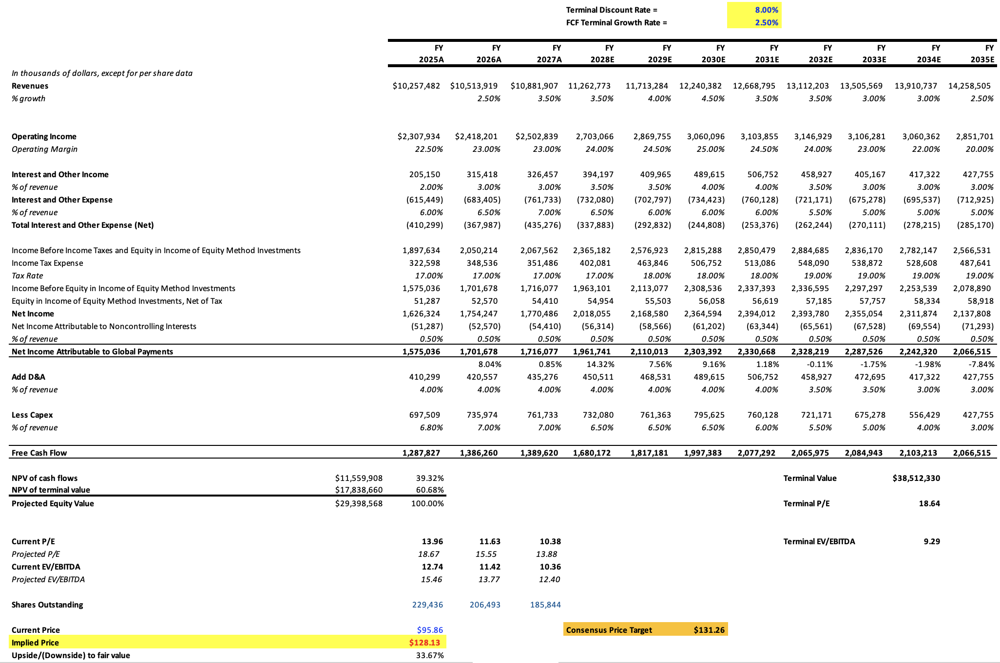 Terminal Discount Rate = 8.00%
FCF Terminal Growth Rate = 2.50%
FY FY FY FY FY FY FY FY FY FY FY
2025A 2026A 2027A 2028E 2029E 2030E 2031E 2032E 2033E 2034E 2035E
In thousands of dollars, except for per share data
Revenues $10,257,482 $10,513,919 $10,881,907 11,262,773 11,713,284 12,240,382 12,668,795 13,112,203 13,505,569 13,910,737 14,258,505
% growth 2.50% 3.50% 3.50% 4.00% 4.50% 3.50% 3.50% 3.00% 3.00% 2.50%
Operating Income $2,307,934 $2,418,201 $2,502,839 2,703,066 2,869,755 3,060,096 3,103,855 3,146,929 3,106,281 3,060,362 2,851,701
Operating Margin 22.50% 23.00% 23.00% 24.00% 24.50% 25.00% 24.50% 24.00% 23.00% 22.00% 20.00%
Interest and Other Income 205,150 315,418 326,457 394,197 409,965 489,615 506,752 458,927 405,167 417,322 427,755
% of revenue 2.00% 3.00% 3.00% 3.50% 3.50% 4.00% 4.00% 3.50% 3.00% 3.00% 3.00%
Interest and Other Expense (615,449) (683,405) (761,733) (732,080) (702,797) (734,423) (760,128) (721,171) (675,278) (695,537) (712,925)
% of revenue 6.00% 6.50% 7.00% 6.50% 6.00% 6.00% 6.00% 5.50% 5.00% 5.00% 5.00%
Total Interest and Other Expense (Net) (410,299) (367,987) (435,276) (337,883) (292,832) (244,808) (253,376) (262,244) (270,111) (278,215) (285,170)
Income Before Income Taxes and Equity in Income of Equity Method Investments 1,897,634 2,050,214 2,067,562 2,365,182 2,576,923 2,815,288 2,850,479 2,884,685 2,836,170 2,782,147 2,566,531
Income Tax Expense 322,598 348,536 351,486 402,081 463,846 506,752 513,086 548,090 538,872 528,608 487,641
Tax Rate 17.00% 17.00% 17.00% 17.00% 18.00% 18.00% 18.00% 19.00% 19.00% 19.00% 19.00%
Income Before Equity in Income of Equity Method Investments 1,575,036 1,701,678 1,716,077 1,963,101 2,113,077 2,308,536 2,337,393 2,336,595 2,297,297 2,253,539 2,078,890
Equity in Income of Equity Method Investments, Net of Tax 51,287 52,570 54,410 54,954 55,503 56,058 56,619 57,185 57,757 58,334 58,918
Net Income 1,626,324 1,754,247 1,770,486 2,018,055 2,168,580 2,364,594 2,394,012 2,393,780 2,355,054 2,311,874 2,137,808
Net Income Attributable to Noncontrolling Interests (51,287) (52,570) (54,410) (56,314) (58,566) (61,202) (63,344) (65,561) (67,528) (69,554) (71,293)
% of revenue 0.50% 0.50% 0.50% 0.50% 0.50% 0.50% 0.50% 0.50% 0.50% 0.50% 0.50%
Net Income Attributable to Global Payments 1,575,036 1,701,678 1,716,077 1,961,741 2,110,013 2,303,392 2,330,668 2,328,219 2,287,526 2,242,320 2,066,515
8.04% 0.85% 14.32% 7.56% 9.16% 1.18% -0.11% -1.75% -1.98% -7.84%
Add D&A 410,299 420,557 435,276 450,511 468,531 489,615 506,752 458,927 472,695 417,322 427,755
% of revenue 4.00% 4.00% 4.00% 4.00% 4.00% 4.00% 4.00% 3.50% 3.50% 3.00% 3.00%
Less Capex 697,509 735,974 761,733 732,080 761,363 795,625 760,128 721,171 675,278 556,429 427,755
% of revenue 6.80% 7.00% 7.00% 6.50% 6.50% 6.50% 6.00% 5.50% 5.00% 4.00% 3.00%
Free Cash Flow 1,287,827 1,386,260 1,389,620 1,680,172 1,817,181 1,997,383 2,077,292 2,065,975 2,084,943 2,103,213 2,066,515
NPV of cash flows $11,559,908 39.32% Terminal Value $38,512,330
NPV of terminal value $17,838,660 60.68%
Projected Equity Value $29,398,568 100.00% Terminal P/E 18.64
Current P/E 13.96 11.63 10.38 Terminal EV/EBITDA 9.29
Projected P/E 18.67 15.55 13.88
Current EV/EBITDA 12.74 11.42 10.36
Projected EV/EBITDA 15.46 13.77 12.40
Shares Outstanding 229,436 206,493 185,844
Current Price $95.86 Consensus Price Target $131.26
Implied Price $128.13
Upside/(Downside) to fair value 33.67%